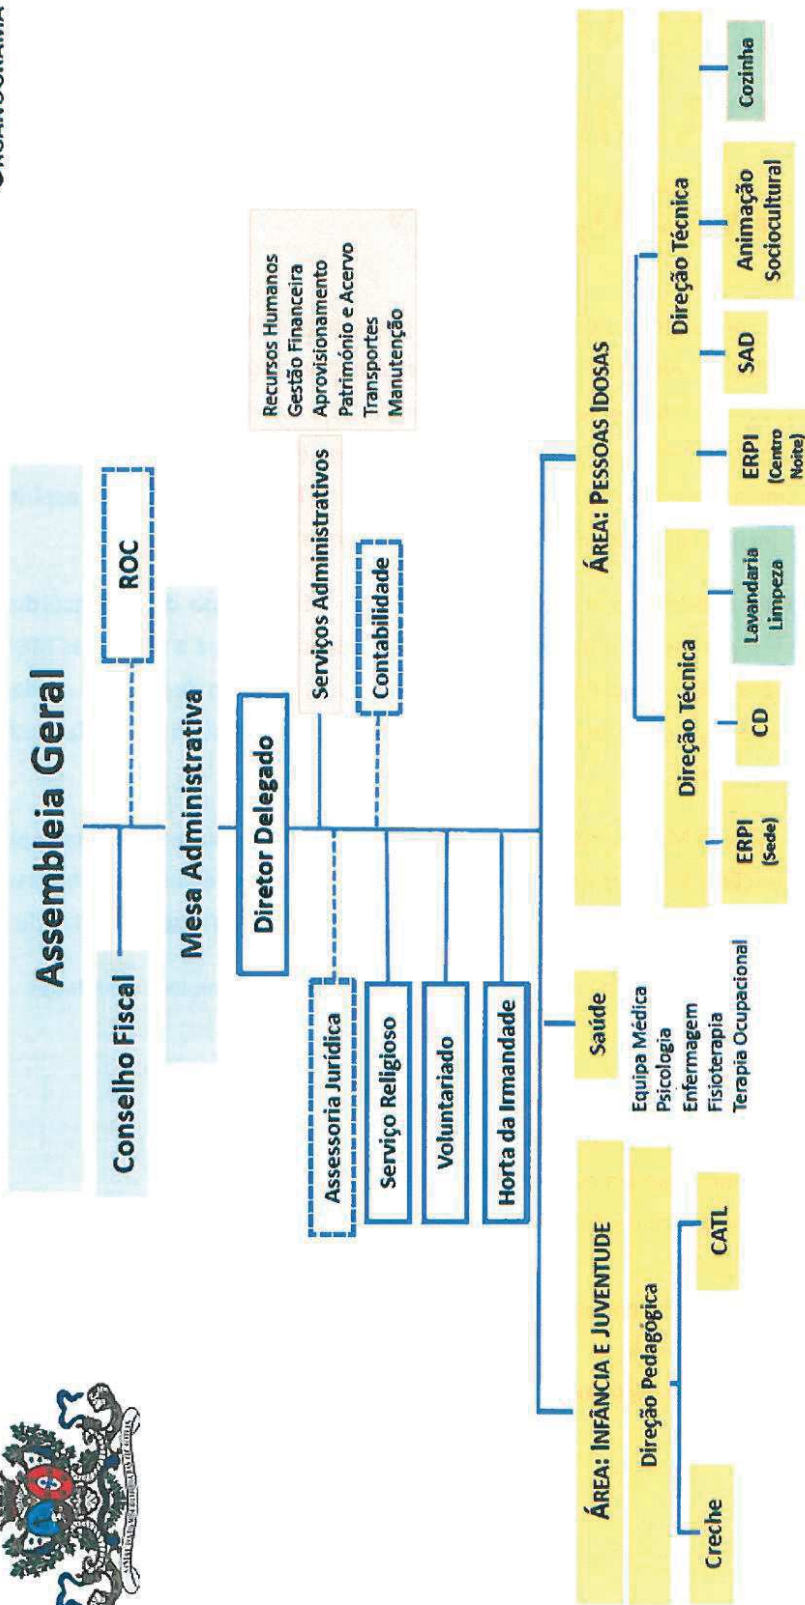 Assembleia Geral
Conselho Fiscal
ROC
Mesa Administrativa
Diretor Delegado
Serviços Administrativos
Recursos Humanos
Gestão Financeira
Aprovisionamento
Património e Acervo
Transportes
Manutenção
Assessoria Jurídica
Contabilidade
Serviço Religioso
Voluntariado
Horta da Irmandade
ÁREA: INFÂNCIA E JUVENTUDE
Direção Pedagógica
Creche
CATL
Saúde
Equipa Médica
Psicologia
Enfermagem
Fisioterapia
Terapia Ocupacional
ÁREA: PESSOAS IDOSAS
Direção Técnica
ERPI
(Sede)
CD
Lavandaria
Limpeza
Direção Técnica
ERPI
(Centro
Noite)
SAD
Animação
Sociocultural
Cozinha